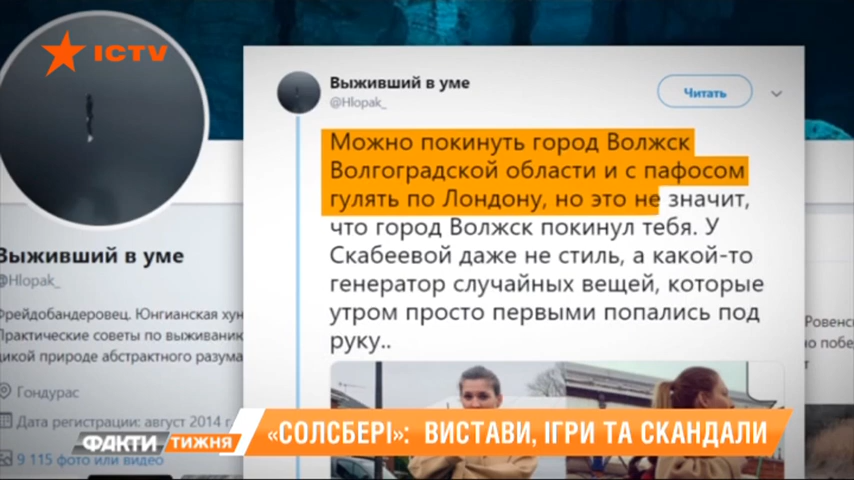 ICTV
Выживший в уме
@Hlopak_
Читать
Можно покинуть город Волжск
Волгоградской области и с пафосом
гулять по Лондону, но это не значит,
что город Волжск покинул тебя. У
Скабеевой даже не стиль, а какой-то
генератор случайных вещей, которые
утром просто первыми попались под
руку..
Выживший в уме
@Hlopak_
Фрейдобандеровец. Юнгианская хун
Практические советы по выживанию
дикой природе абстрактного разума
Гондурас
Дата регистрации: август 2014 г.
9 115 фото или видео
Ровенс
но побе
ФАКТИ
ТИЖНЯ
«СОЛСБЕРІ»: ВИСТАВИ, ІГРИ ТА СКАНДАЛИ